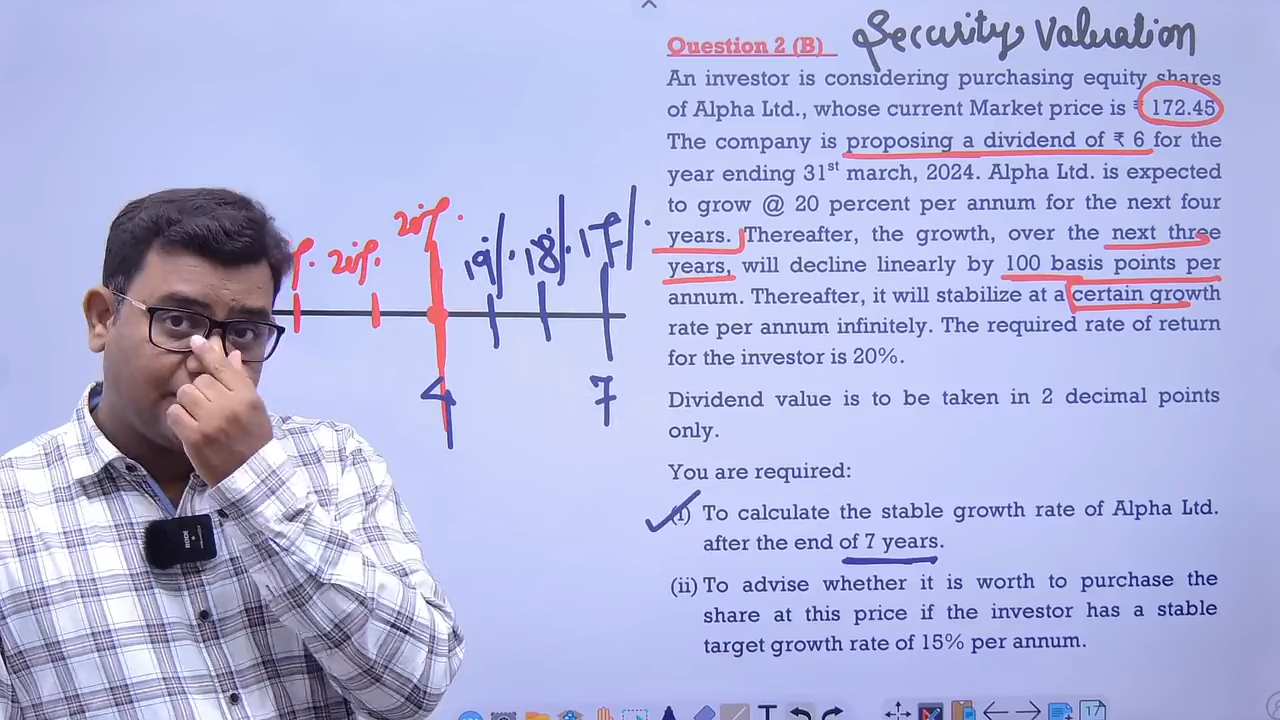 Question 2 (B) Security Valuation
An investor is considering purchasing equity shares
of Alpha Ltd., whose current Market price is ₹ 172.45
The company is proposing a dividend of ₹ 6 for the
year ending 31st march, 2024. Alpha Ltd. is expected
to grow @ 20 percent per annum for the next four
years. Thereafter, the growth, over the next three
years, will decline linearly by 100 basis points per
annum. Thereafter, it will stabilize at a certain growth
rate per annum infinitely. The required rate of return
for the investor is 20%.
Dividend value is to be taken in 2 decimal points
only.
You are required:
(i) To calculate the stable growth rate of Alpha Ltd.
after the end of 7 years.
(ii) To advise whether it is worth to purchase the
share at this price if the investor has a stable
target growth rate of 15% per annum.
20% 20% 19% 18% 17%
4 7
RODE
17